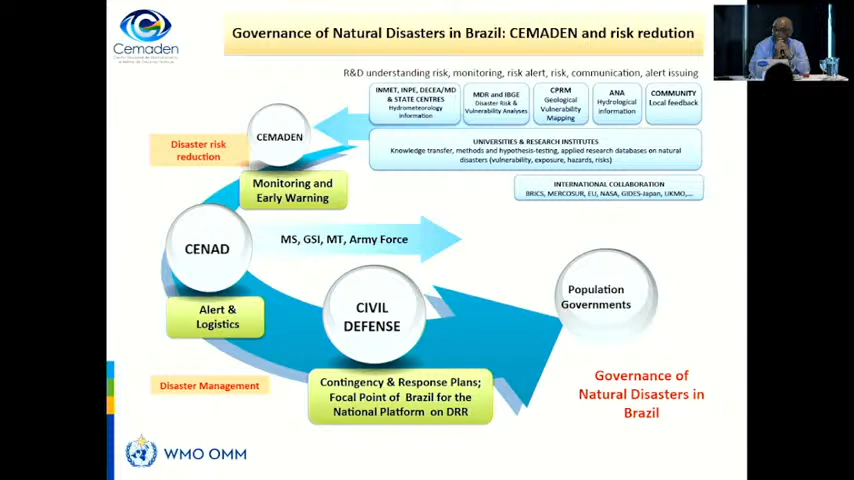 Cemaden
Governance of Natural Disasters in Brazil: CEMADEN and risk redution
R&D understanding risk, monitoring, risk alert, risk, communication, alert issuing
INMET, INPE, DECEA/MD
& STATE CENTRES
Hydrometeorology
information
MDR and IBGE
Disaster Risk &
Vulnerability Analyses
CPRM
Geological
Vulnerability
Mapping
ANA
Hydrological
information
COMMUNITY
Local feedback
UNIVERSITIES & RESEARCH INSTITUTES
Knowledge transfer, methods and hypothesis-testing, applied research databases on natural
disasters (vulnerability, exposure, hazards, risks)
INTERNATIONAL COLLABORATION
BRICS, MERCOSUR, EU, NASA, GIDES-Japan, UKMO,...
CEMADEN
Disaster risk
reduction
Monitoring and
Early Warning
CENAD
MS, GSI, MT, Army Force
Alert &
Logistics
CIVIL
DEFENSE
Population
Governments
Disaster Management
Contingency & Response Plans;
Focal Point of Brazil for the
National Platform on DRR
Governance of
Natural Disasters in
Brazil
WMO OMM